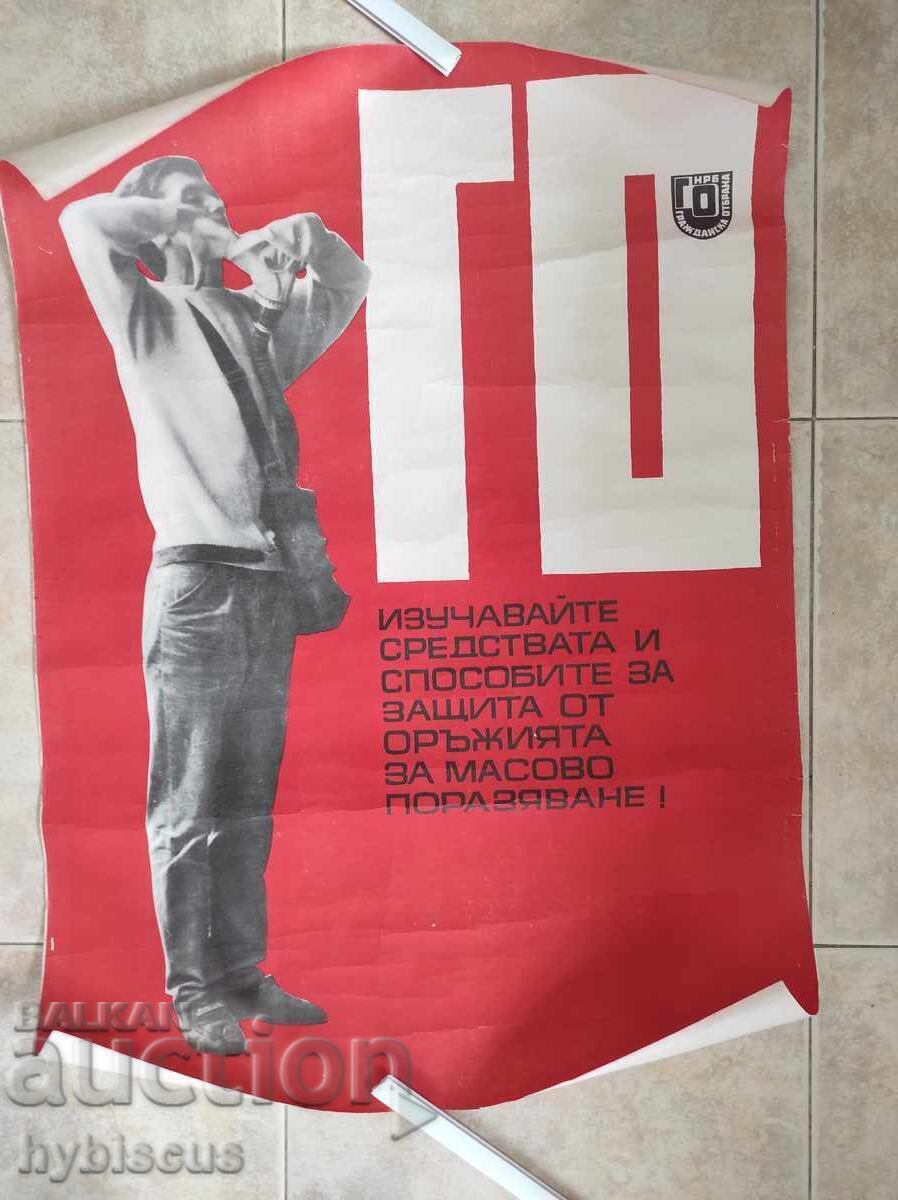 ГО
НРБ
ГО
ГРАЖДАНСКА ОТБРАНА
ИЗУЧАВАЙТЕ
СРЕДСТВАТА И
СПОСОБИТЕ ЗА
ЗАЩИТА ОТ
ОРЪЖИЯТА
ЗА МАСОВО
ПОРАЗЯВАНЕ !
BALKAN
auction
hybiscus